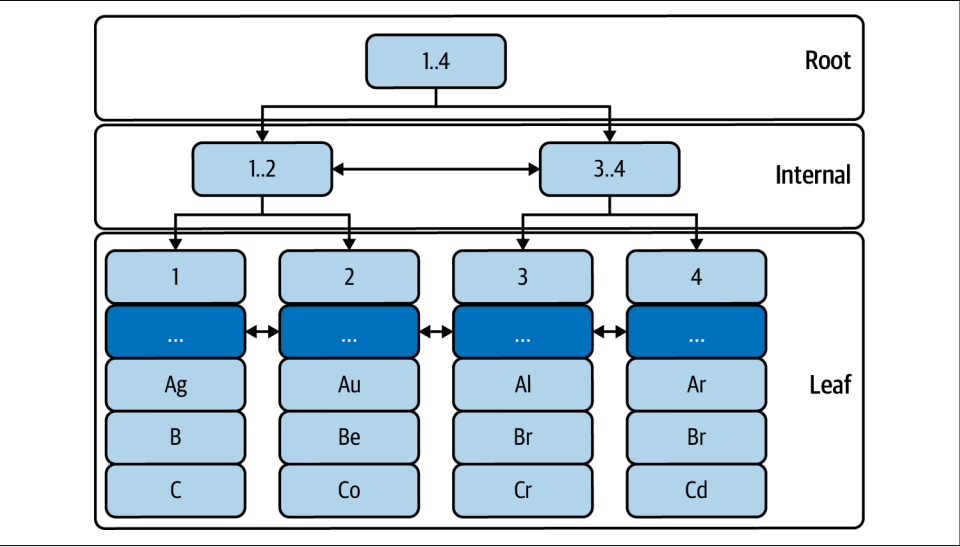 1..4
Root
1..2
3..4
Internal
1
2
3
4
...
...
...
...
Ag
Au
Al
Ar
Leaf
B
Be
Br
Br
C
Co
Cr
Cd